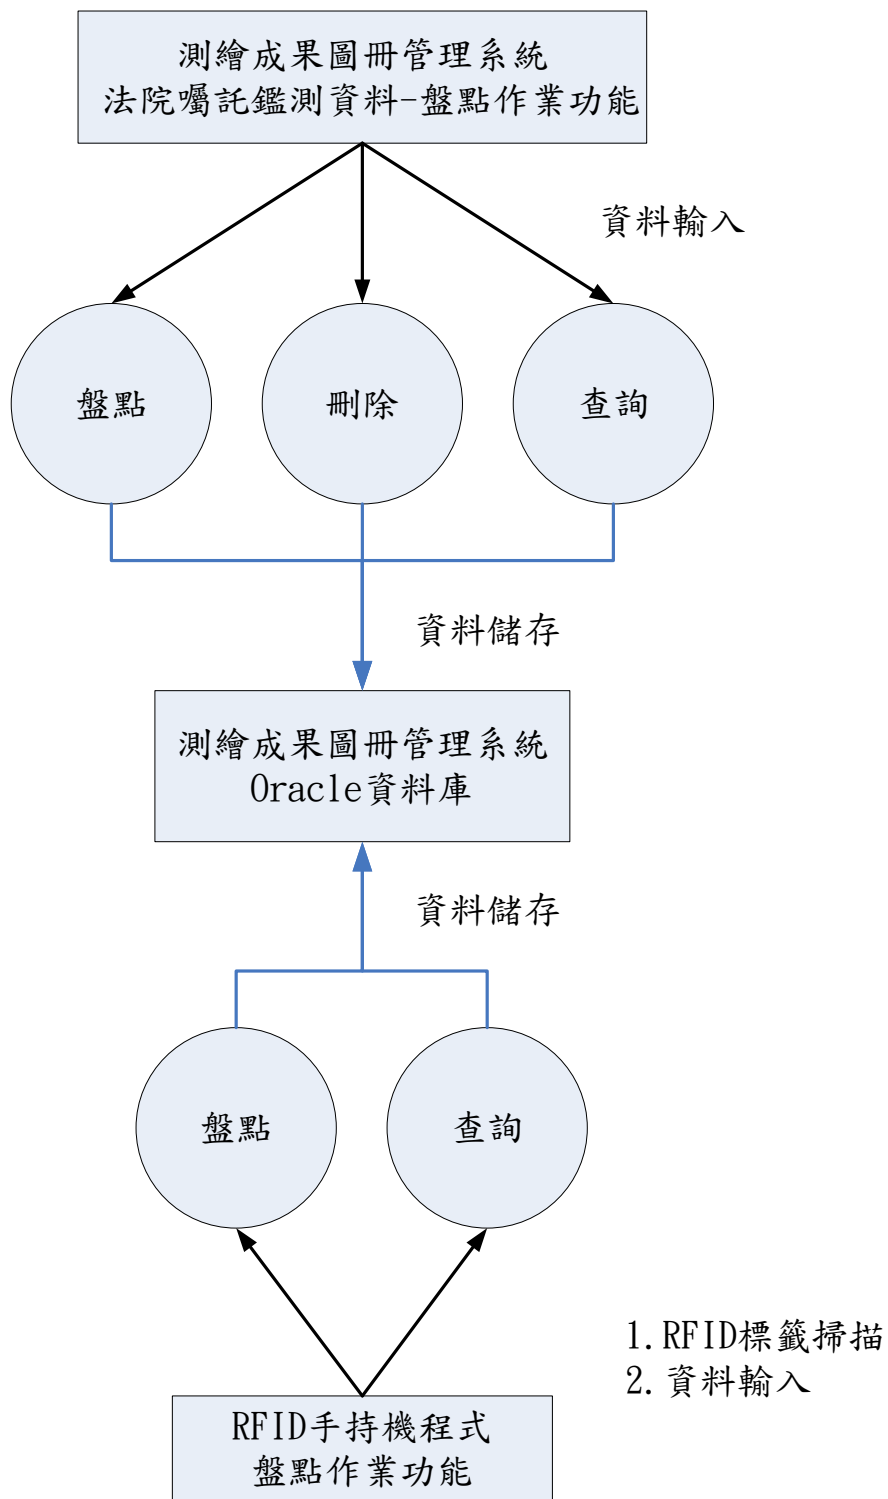 測繪成果圖冊管理系統
法院囑託鑑測資料-盤點作業功能
資料輸入
盤點
刪除
查詢
資料儲存
測繪成果圖冊管理系統
Oracle資料庫
資料儲存
盤點
查詢
1.RFID標籤掃描
2.資料輸入
RFID手持機程式
盤點作業功能